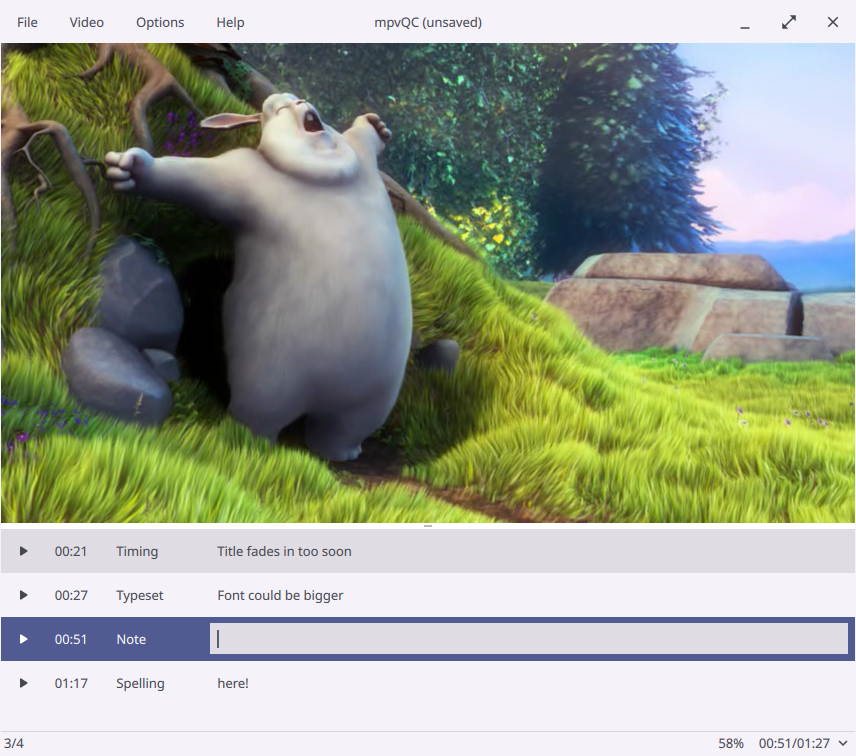 File Video Options Help mpvQC (unsaved)
00:21 Timing Title fades in too soon
00:27 Typeset Font could be bigger
00:51 Note
01:17 Spelling here!
3/4 58% 00:51/01:27